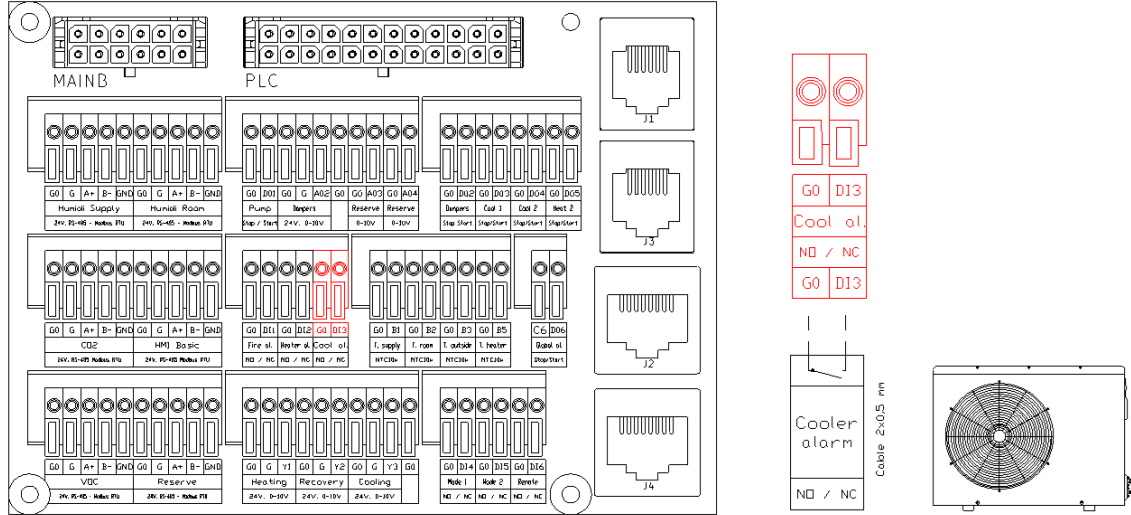 MAINB PLC
J1
G0 G A+ B- GND G0 G A+ B- GND G0 DO1 G0 G AO2 G0 GG AO3 G0 AO4 G0 DO2 G0 DO3 G0 DO4 G0 DO5
Humidi Supply Humidi Room Pump Dampers Reserve Reserve Dampers Cool 1 Cool 2 Heat 2
24V, RS-485 - Modbus RTU 24V, RS-485 - Modbus RTU Stop / Start 24V, 0-10V 0-10V 0-10V Stop/Start Stop/Start Stop/Start Stop/Start
J3
G0 G A+ B- GND G0 G A+ B- GND G0 DI1 G0 DI2 G0 DI3 G0 B1 G0 B2 G0 B3 G0 B5 C6 DO6
CO2 HMI Basic Fire al. Heater al. Cool al. T. supply T. room T. outside T. heater Global al.
24V, RS-485 Modbus RTU 24V, RS-485 - Modbus RTU NO / NC NO / NC NO / NC NTC10k NTC10k NTC10k NTC10k Stop/Start
J2
G0 G A+ B- GND G0 G A+ B- GND G0 G Y1 G0 G Y2 G0 G Y3 G0 G0 DI4 G0 DI5 G0 DI6
VOC Reserve Heating Recovery Cooling Mode 1 Mode 2 Remote
24V, RS-485 - Modbus RTU 24V, RS-485 - Modbus RTU 24V, 0-10V 24V, 0-10V 24V, 0-10V NO / NC NO / NC NO / NC
J4
G0 DI3
Cool al.
NO / NC
G0 DI3
Cooler
alarm
NO / NC
Cable 2x0,5 mm